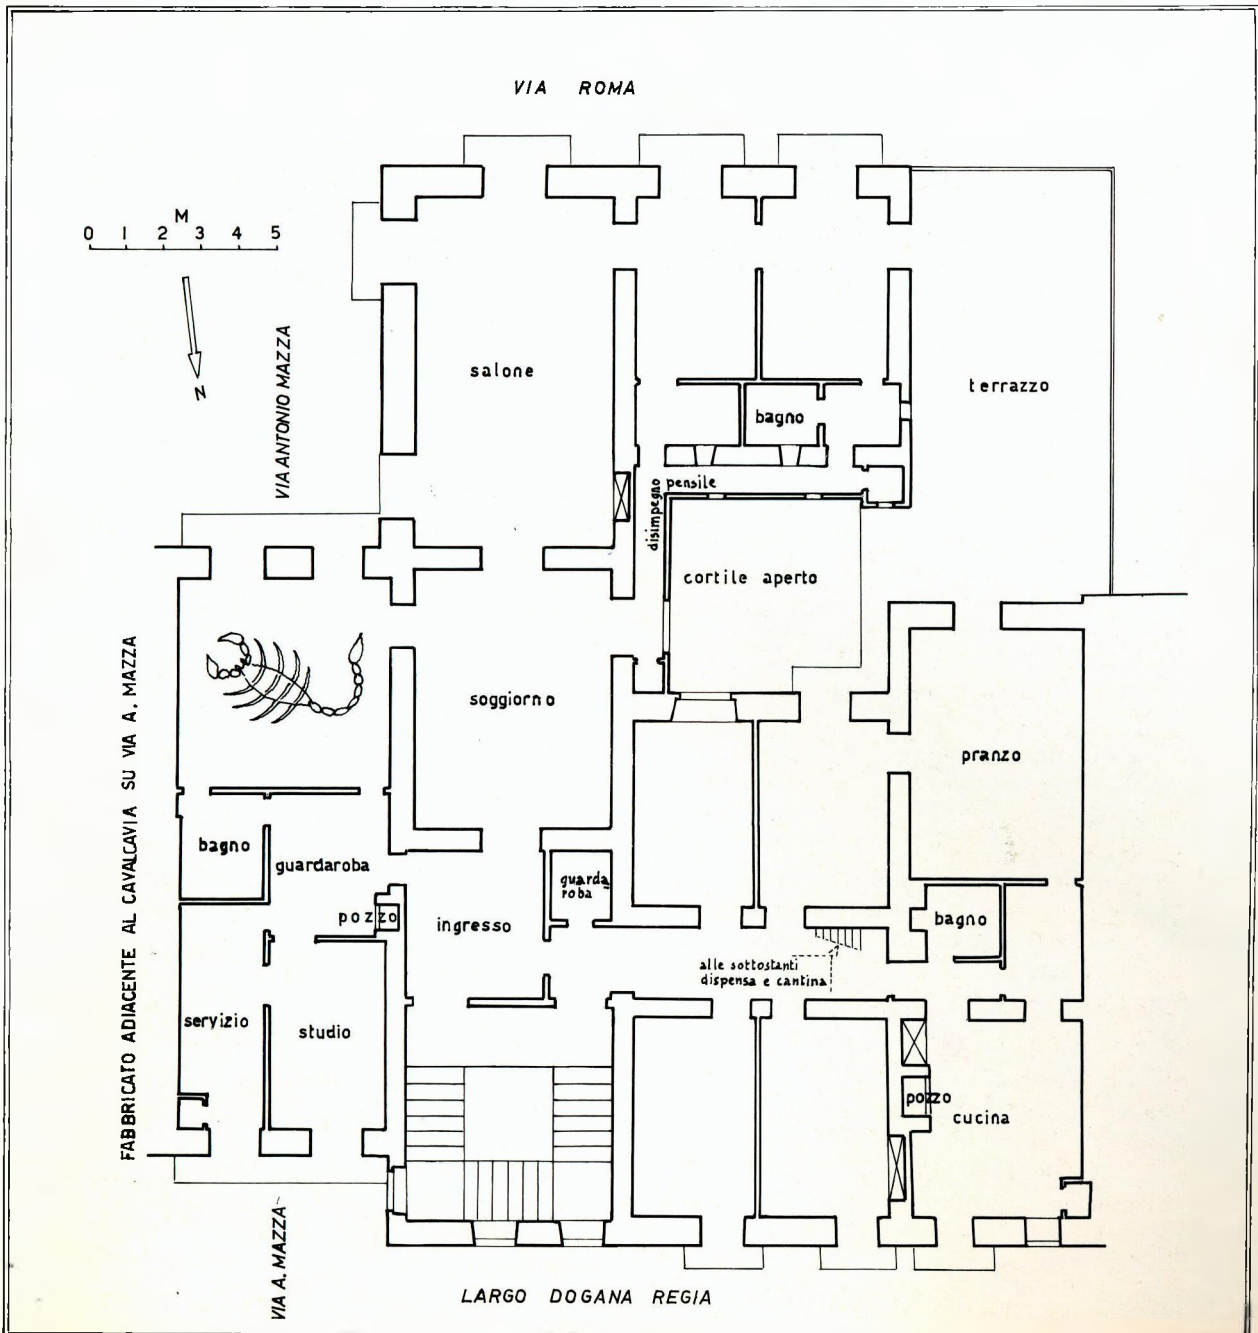 VIA ROMA
M
0 1 2 3 4 5
N
VIA ANTONIO MAZZA
salone
terrazzo
bagno
pensile
disimpegno
cortile aperto
FABBRICATO ADIACENTE AL CAVALCAVIA SU VIA A. MAZZA
soggiorno
pranzo
bagno
guardaroba
guarda
roba
pozzo
ingresso
bagno
alle sottostanti
dispensa e cantina
servizio
studio
pozzo
cucina
VIA A. MAZZA
LARGO DOGANA REGIA